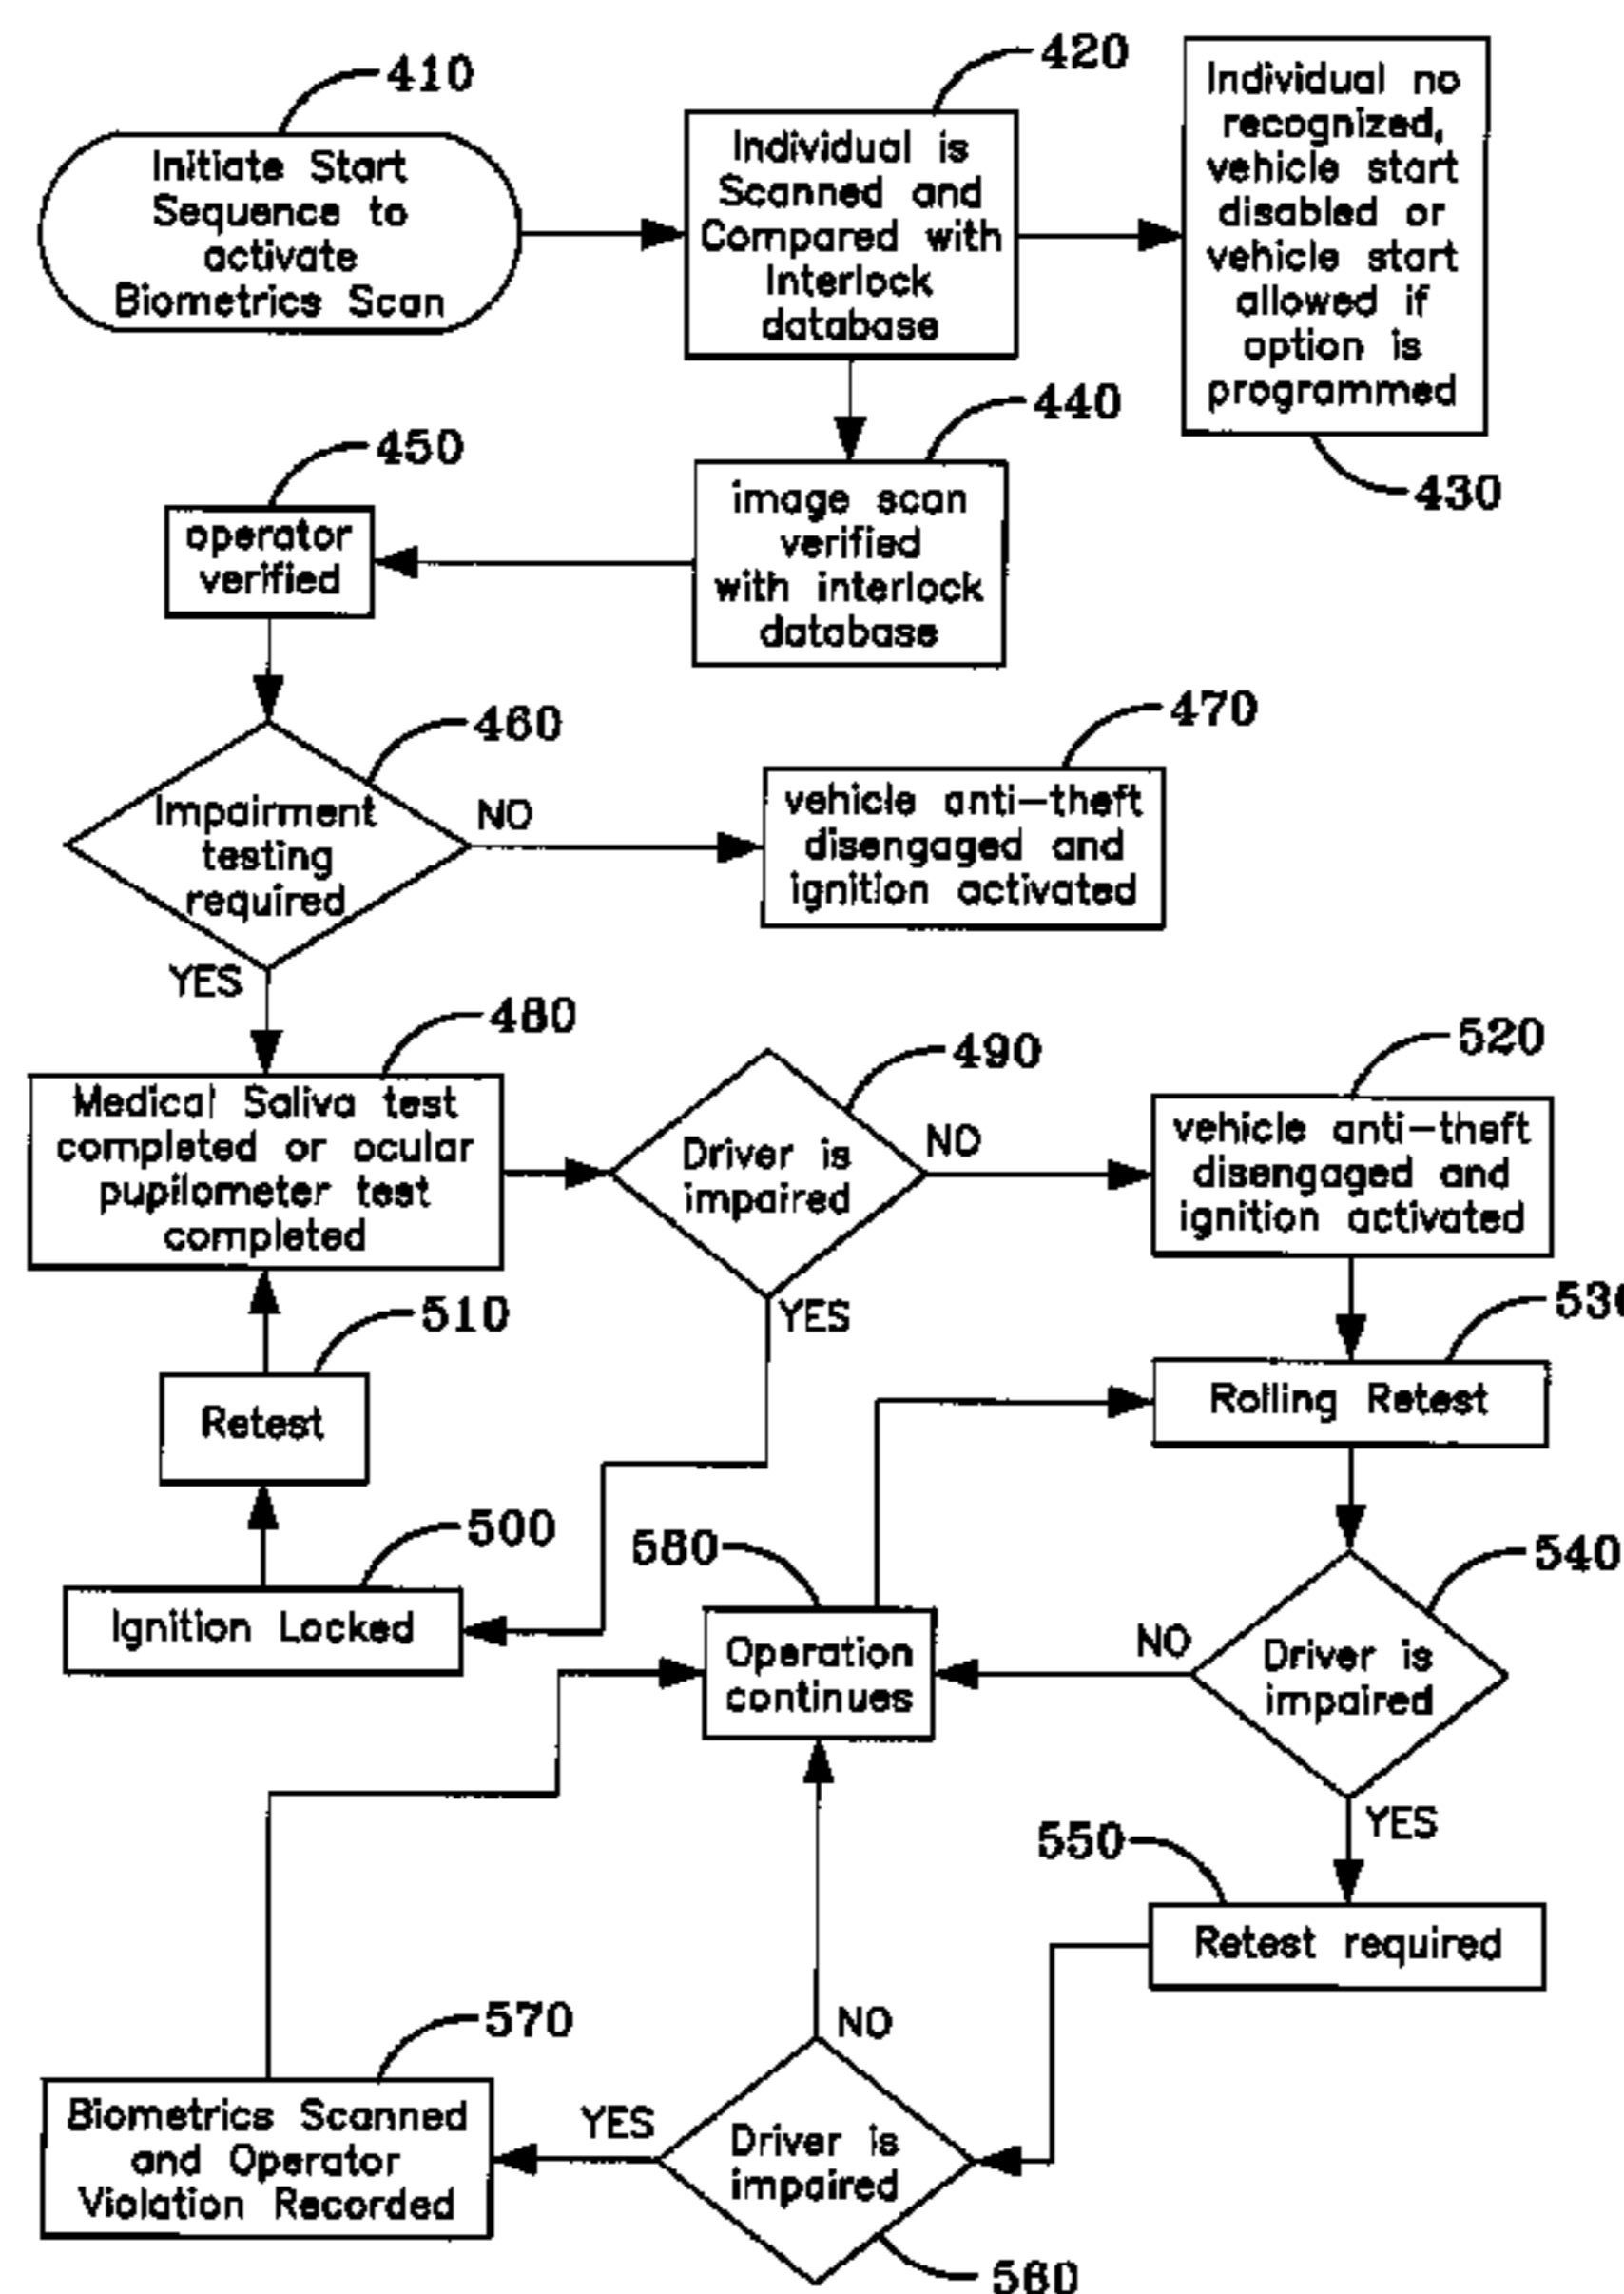 410
Initiate Start
Sequence to
activate
Biometrics Scan
420
Individual is
Scanned and
Compared with
Interlock
database
Individual no
recognized,
vehicle start
disabled or
vehicle start
allowed if
option is
programmed
430
440
image scan
verified
with interlock
database
450
operator
verified
460
Impairment
testing
required
NO
YES
470
vehicle anti-theft
disengaged and
ignition activated
480
Medical Saliva test
completed or ocular
pupilometer test
completed
490
Driver is
impaired
NO
YES
520
vehicle anti-theft
disengaged and
ignition activated
510
Retest
530
Rolling Retest
500
Ignition Locked
580
Operation
continues
540
Driver is
impaired
NO
YES
550
Retest required
570
Biometrics Scanned
and Operator
Violation Recorded
YES
NO
Driver is
impaired
560